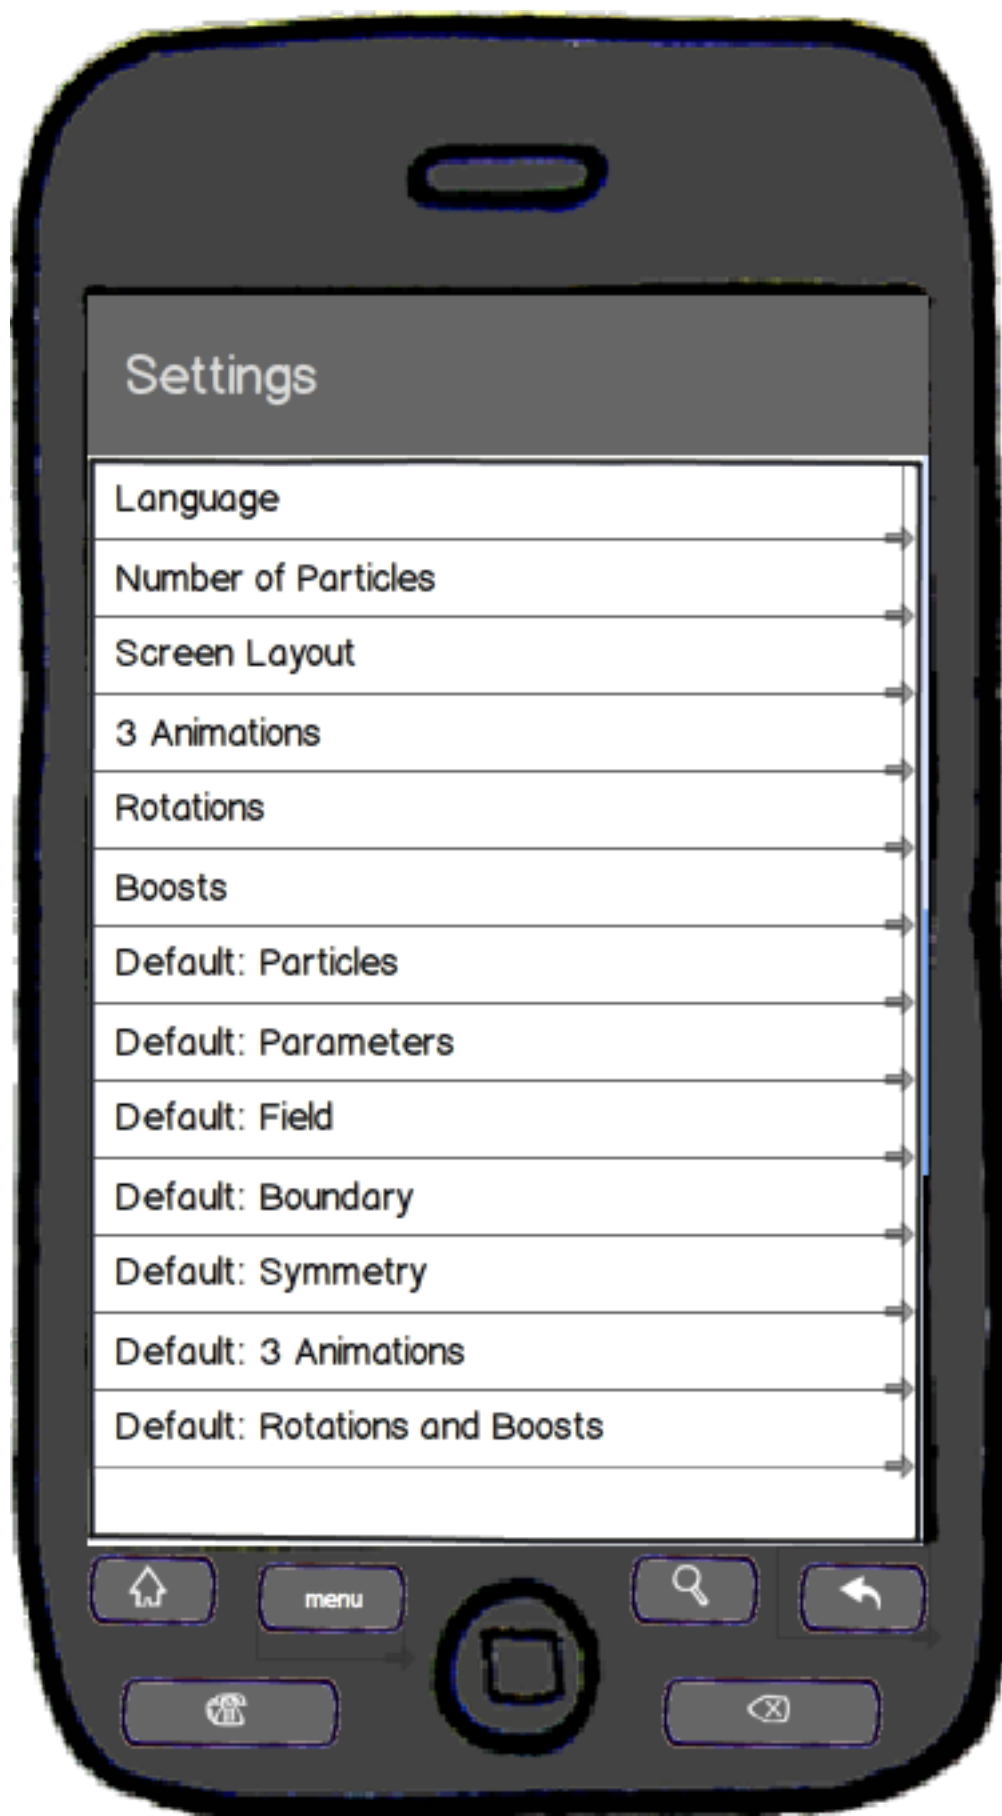 Settings
Language
Number of Particles
Screen Layout
3 Animations
Rotations
Boosts
Default: Particles
Default: Parameters
Default: Field
Default: Boundary
Default: Symmetry
Default: 3 Animations
Default: Rotations and Boosts
menu